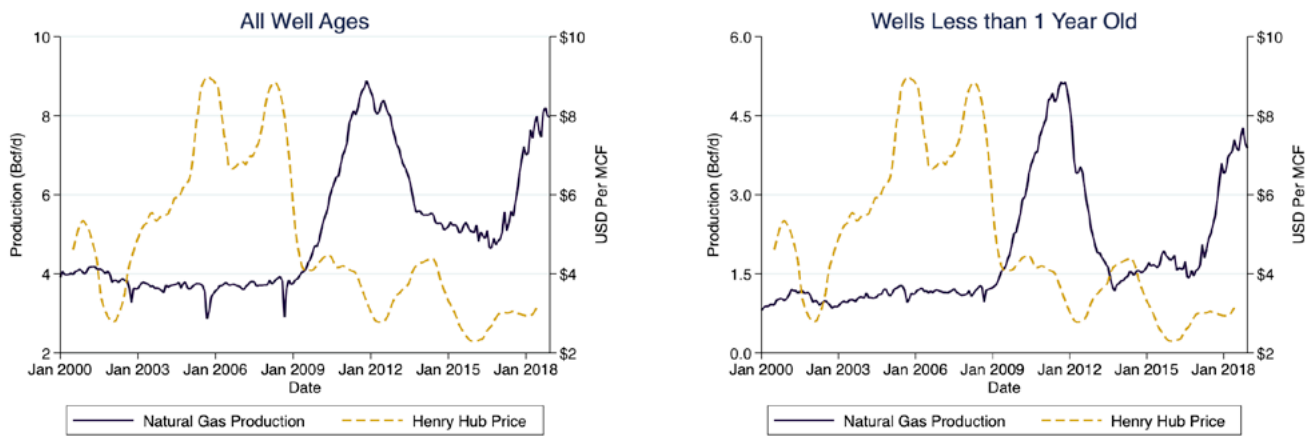 All Well Ages
10
8
6
4
2
Production (Bcf/d)
$10
$8
$6
$4
$2
USD Per MCF
Jan 2000 Jan 2003 Jan 2006 Jan 2009 Jan 2012 Jan 2015 Jan 2018
Date
Natural Gas Production Henry Hub Price
Wells Less than 1 Year Old
6.0
4.5
3.0
1.5
0.0
Production (Bcf/d)
$10
$8
$6
$4
$2
USD Per MCF
Jan 2000 Jan 2003 Jan 2006 Jan 2009 Jan 2012 Jan 2015 Jan 2018
Date
Natural Gas Production Henry Hub Price